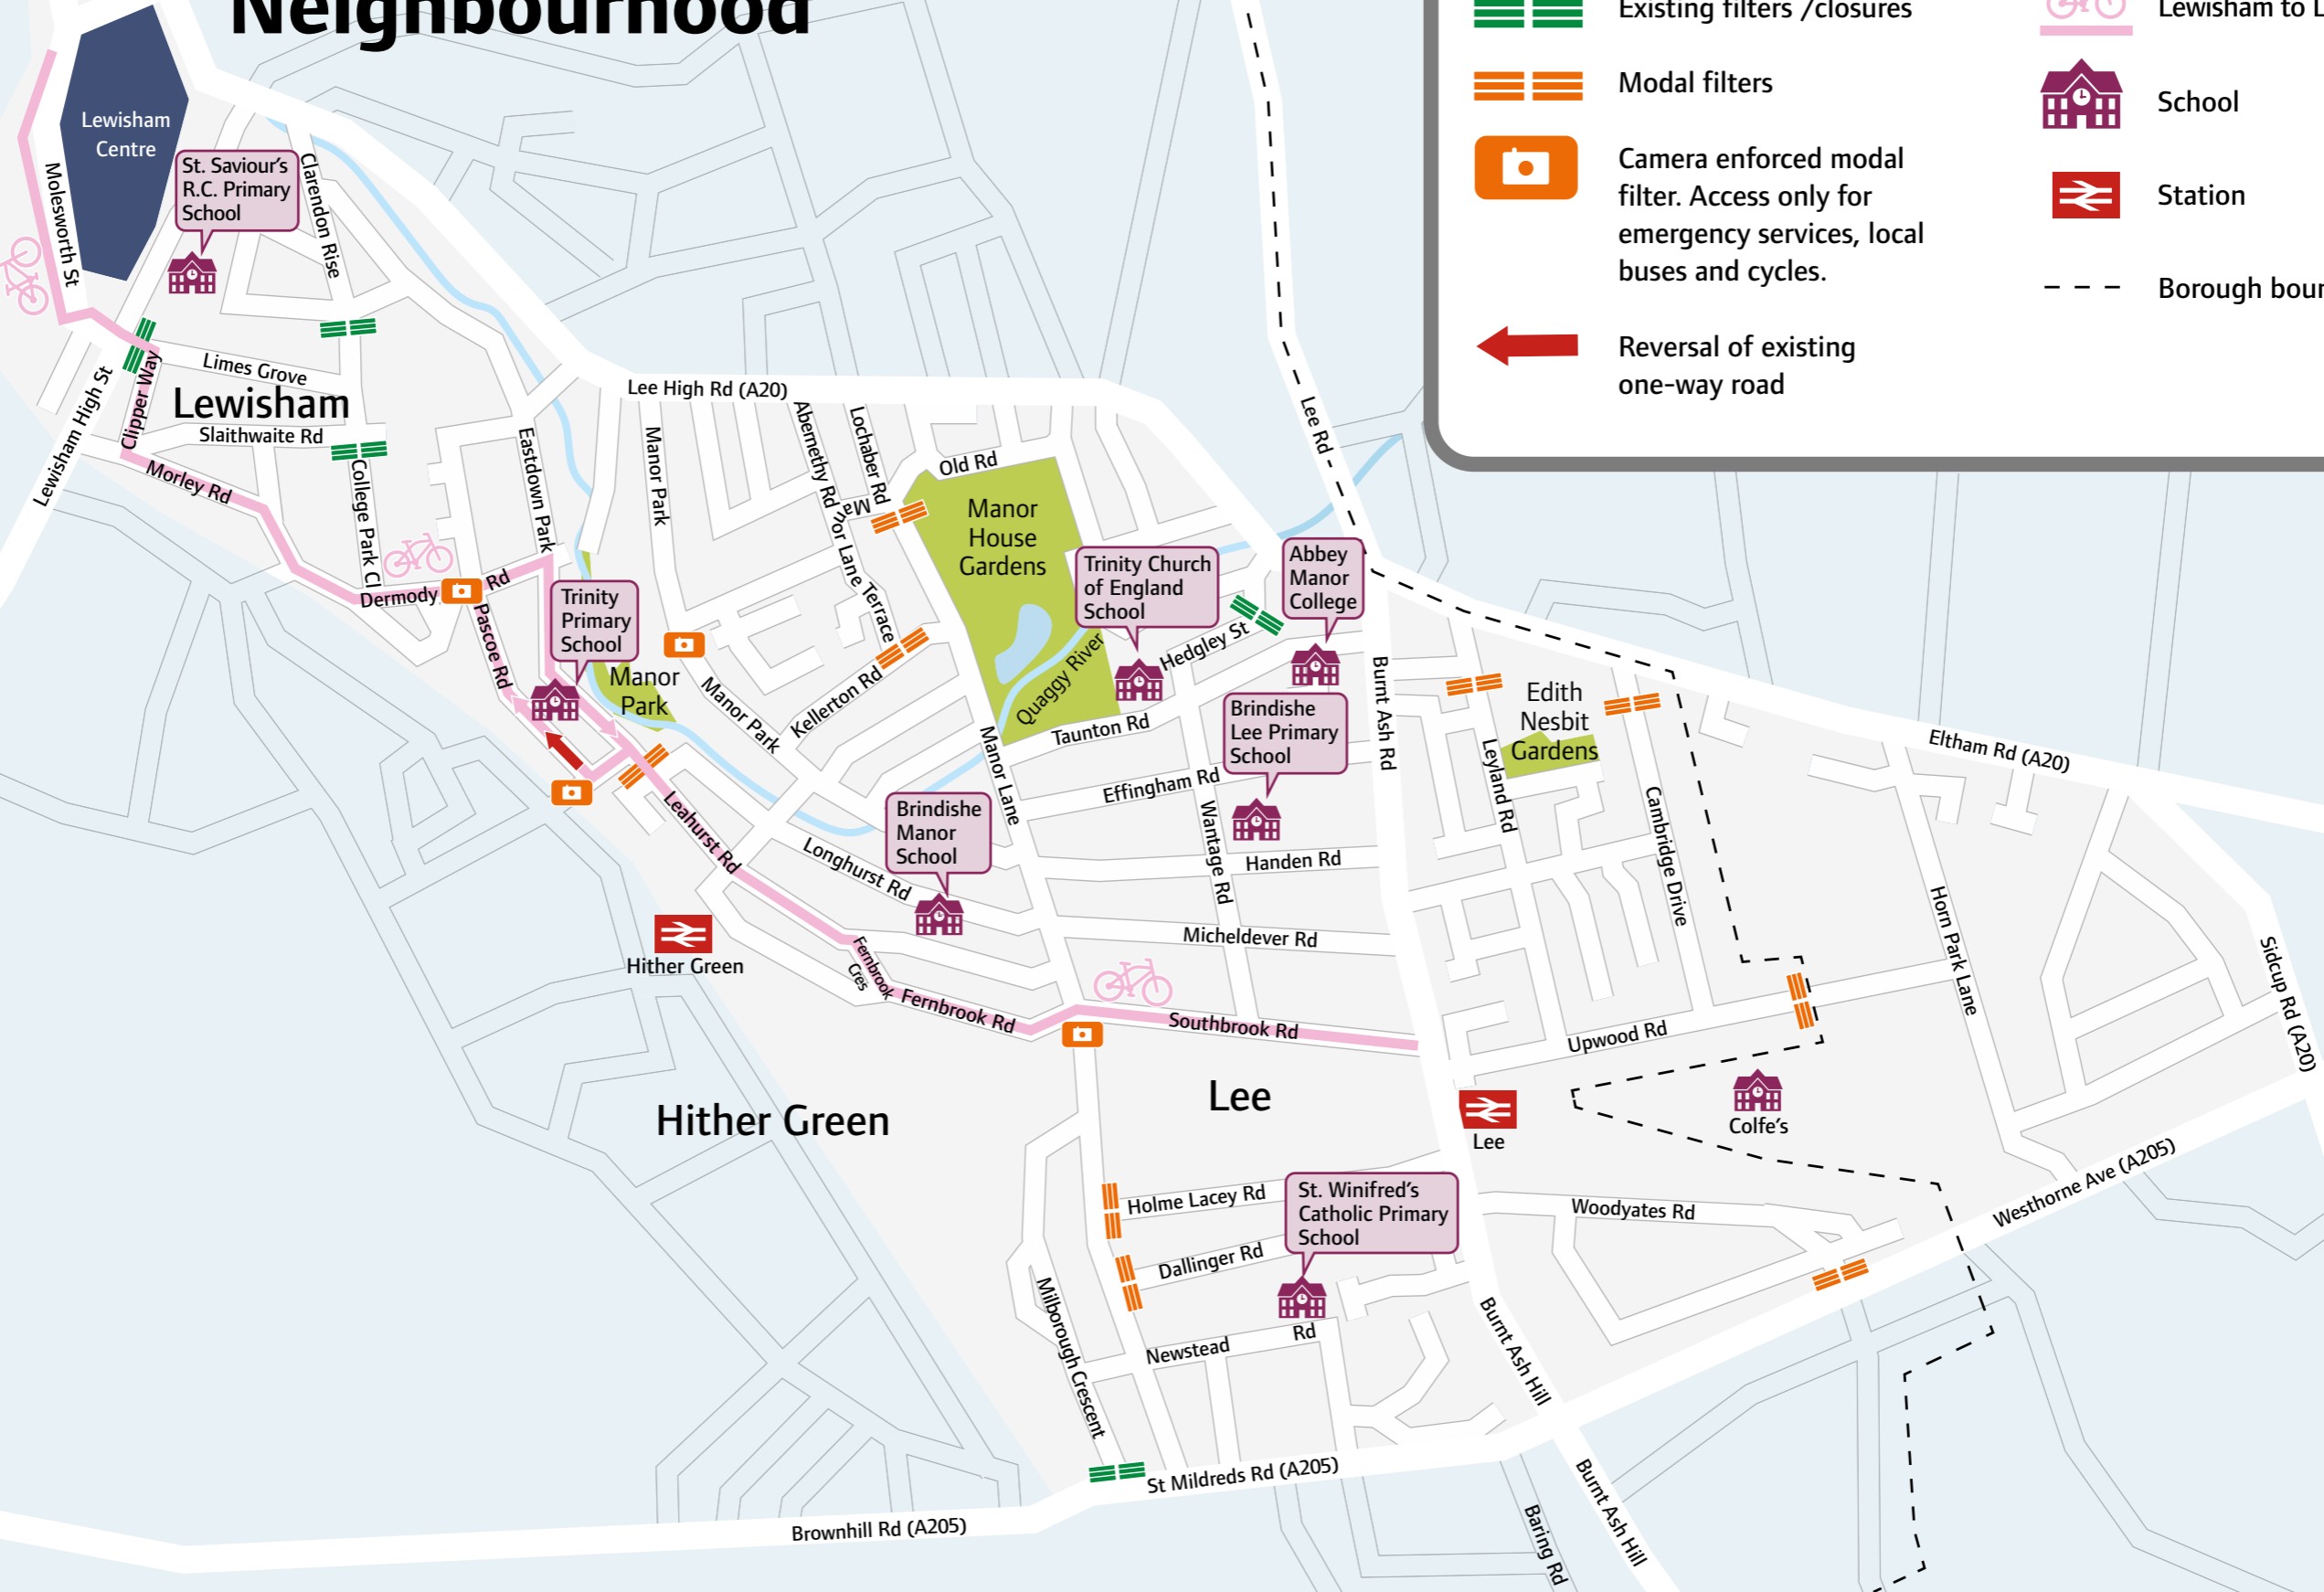 Neighbourhood
Existing filters /closures
Modal filters
Camera enforced modal
filter. Access only for
emergency services, local
buses and cycles.
Reversal of existing
one-way road
Lewisham to
School
Station
Borough
Lewisham
Centre
Molesworth St
St. Saviour's
R.C. Primary
School
Clarendon Rise
Limes Grove
Lewisham
Slaithwaite Rd
Clipper Way
Lewisham High St
Morley Rd
College Park Cl
Eastdown Park
Dermody
Rd
Pascoe Rd
Trinity
Primary
School
Manor
Park
Lee High Rd (A20)
Manor Park
Abernethy Rd
Lochaber Rd
Old Rd
Manor Lane Terrace
Manor
House
Gardens
Quaggy River
Kellerton Rd
Manor Park
Trinity Church
of England
School
Hedgley St
Abbey
Manor
College
Lee Rd
Taunton Rd
Brindishe
Lee Primary
School
Manor Lane
Effingham Rd
Wantage Rd
Handen Rd
Burnt Ash Rd
Leyland Rd
Edith
Nesbit
Gardens
Cambridge Drive
Eltham Rd (A20)
Horn Park Lane
Sidcup Rd (A20)
Leahurst Rd
Longhurst Rd
Brindishe
Manor
School
Hither Green
Fernbrook
Cres
Fernbrook Rd
Micheldever Rd
Southbrook Rd
Upwood Rd
Hither Green
Lee
Lee
Colfe's
Holme Lacey Rd
St. Winifred's
Catholic Primary
School
Dallinger Rd
Woodyates Rd
Westhorne Ave (A205)
Milborough Crescent
Newstead
Rd
Burnt Ash Hill
St Mildreds Rd (A205)
Brownhill Rd (A205)
Baring Rd
Burnt Ash Hill